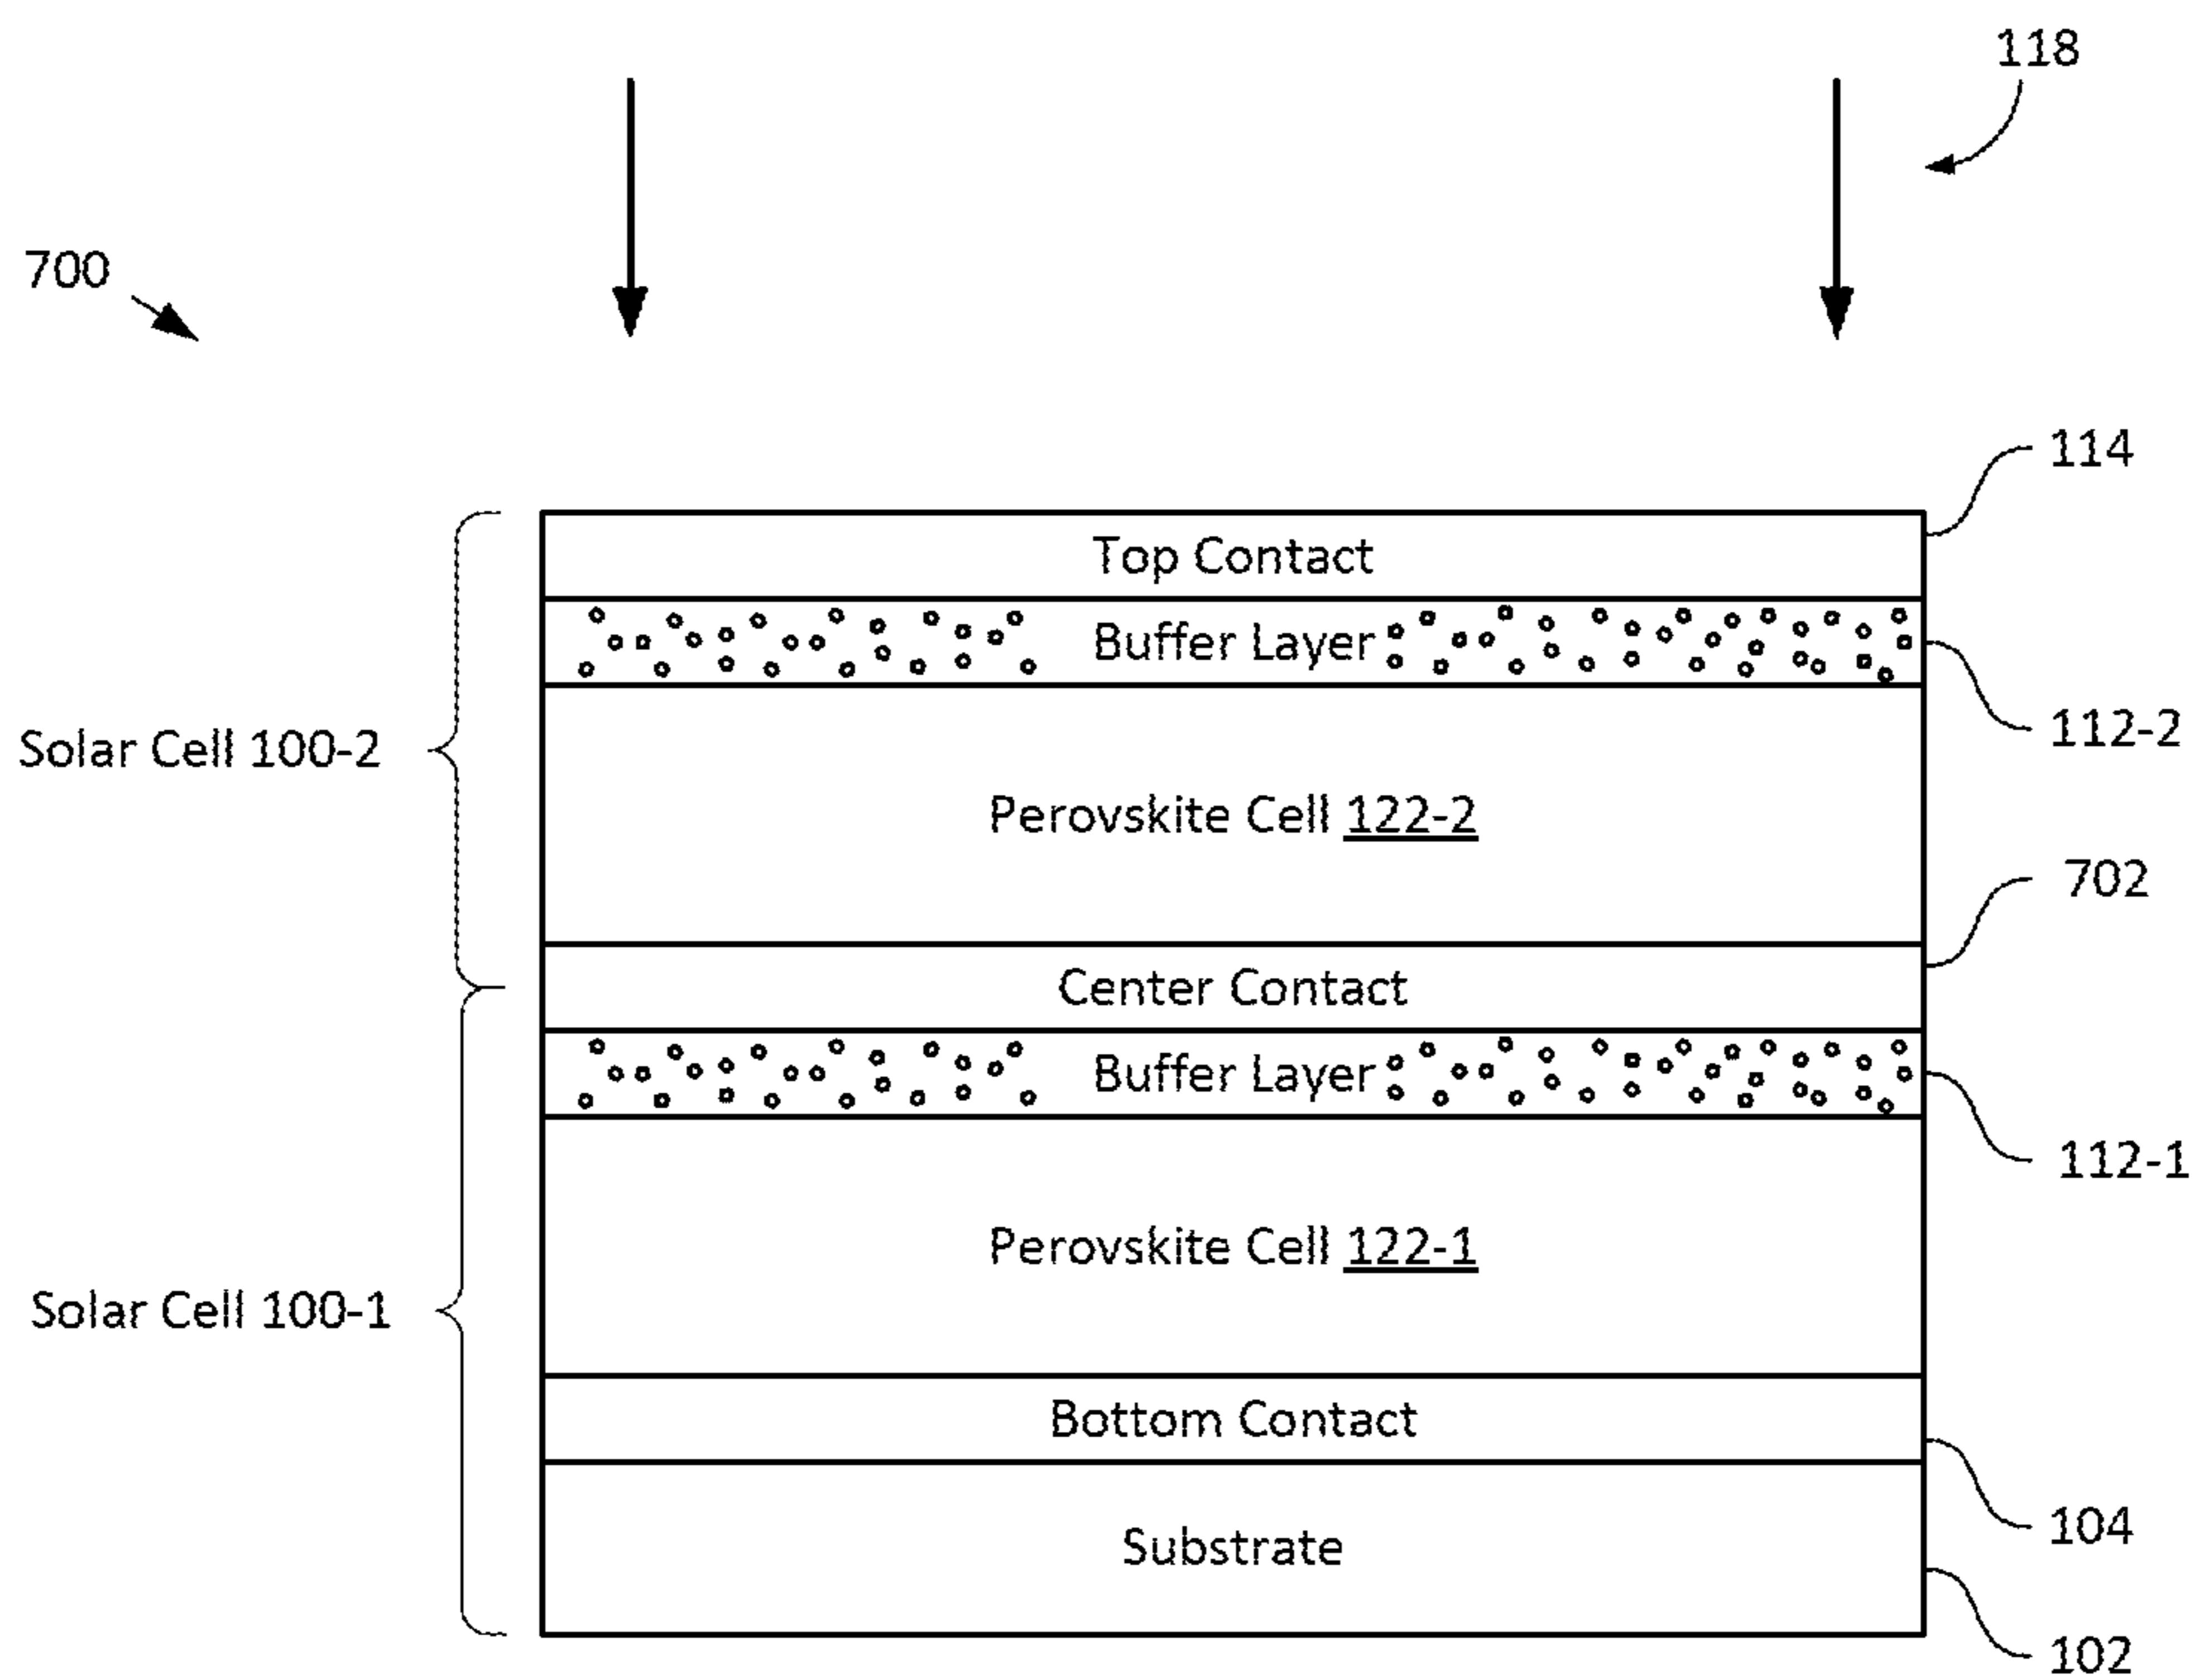 118
700
114
Top Contact
Buffer Layer
112-2
Solar Cell 100-2
Perovskite Cell 122-2
702
Center Contact
Buffer Layer
112-1
Perovskite Cell 122-1
Solar Cell 100-1
Bottom Contact
104
Substrate
102